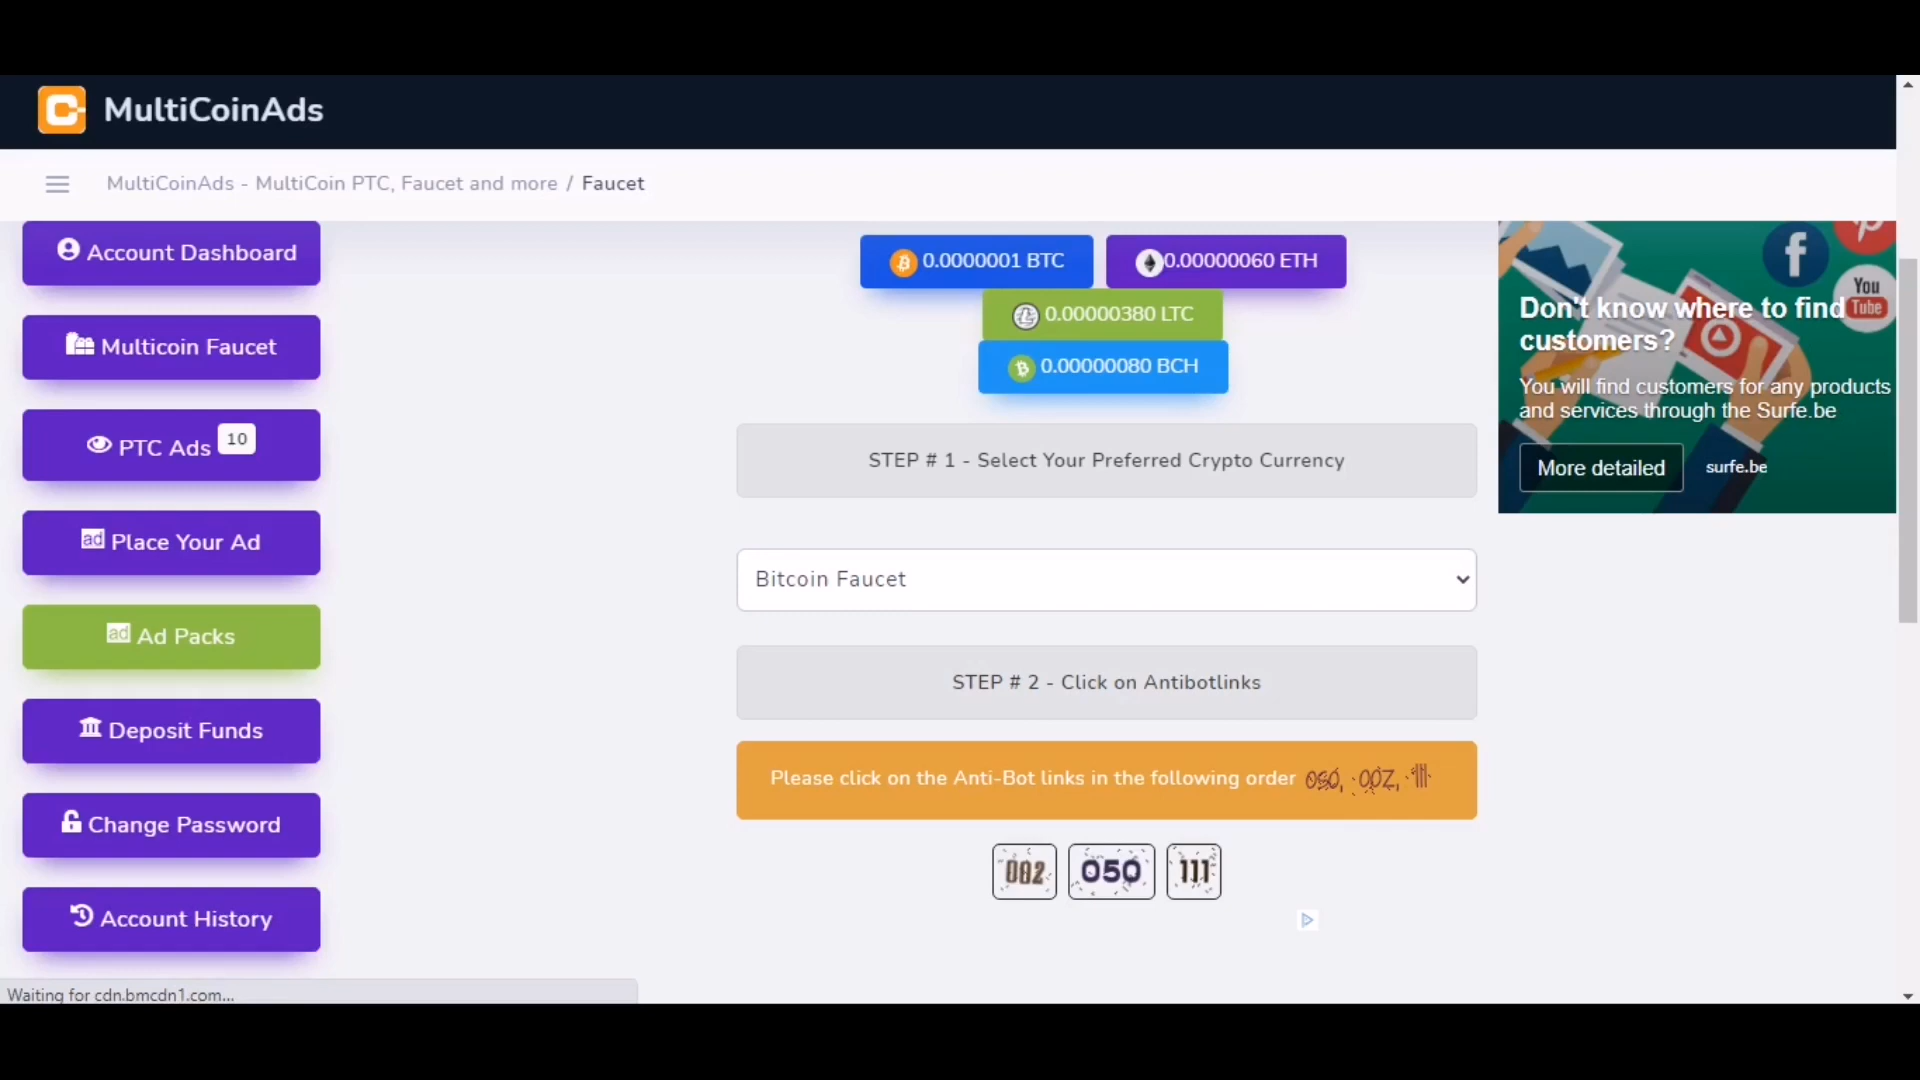 MultiCoinAds
MultiCoinAds - MultiCoin PTC, Faucet and more / Faucet
Account Dashboard
Multicoin Faucet
PTC Ads 10
ad Place Your Ad
ad Ad Packs
Deposit Funds
Change Password
Account History
0.0000001 BTC
0.00000060 ETH
0.00000380 LTC
0.00000080 BCH
STEP # 1 - Select Your Preferred Crypto Currency
Bitcoin Faucet
STEP # 2 - Click on Antibotlinks
Please click on the Anti-Bot links in the following order
You
Tube
Don't know where to find
customers?
You will find customers for any products
and services through the Surfe.be
More detailed
surfe.be
Waiting for cdn.bmcdn1.com...